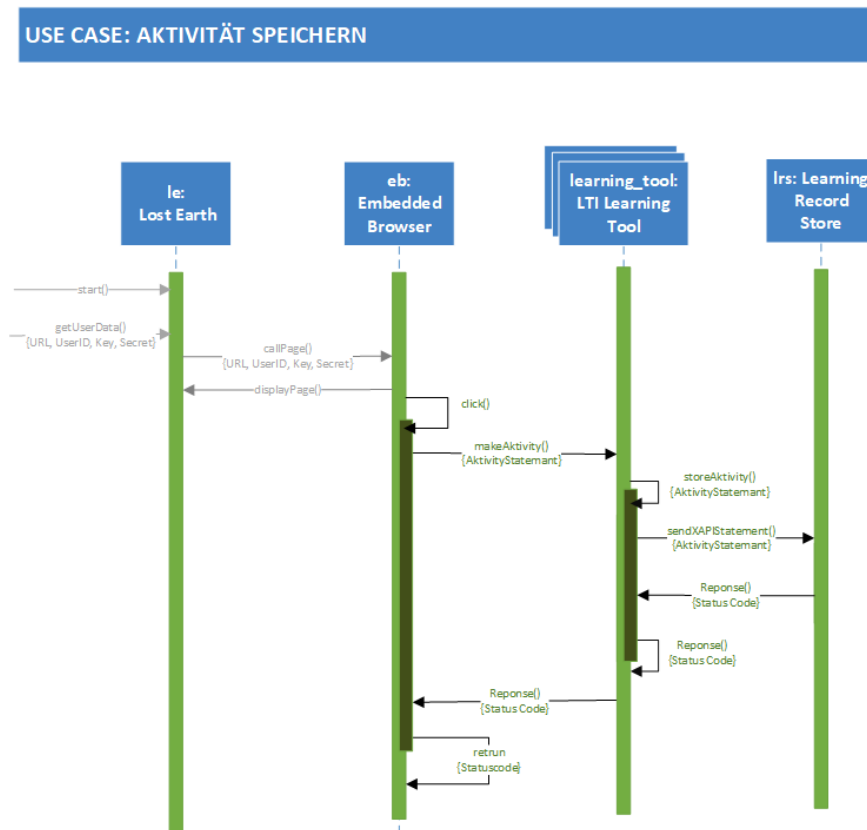 USE CASE: AKTIVITÄT SPEICHERN
le:
Lost Earth
eb:
Embedded
Browser
learning_tool:
LTI Learning
Tool
lrs: Learning
Record
Store
start()
getUserData()
{URL, UserID, Key, Secret}
callPage()
{URL, UserID, Key, Secret}
displayPage()
click()
makeAktivity()
{AktivityStatemant}
storeAktivity()
{AktivityStatemant}
sendXAPIStatement()
{AktivityStatemant}
Reponse()
{Status Code}
Reponse()
{Status Code}
Reponse()
{Status Code}
retrun
{Statuscode}